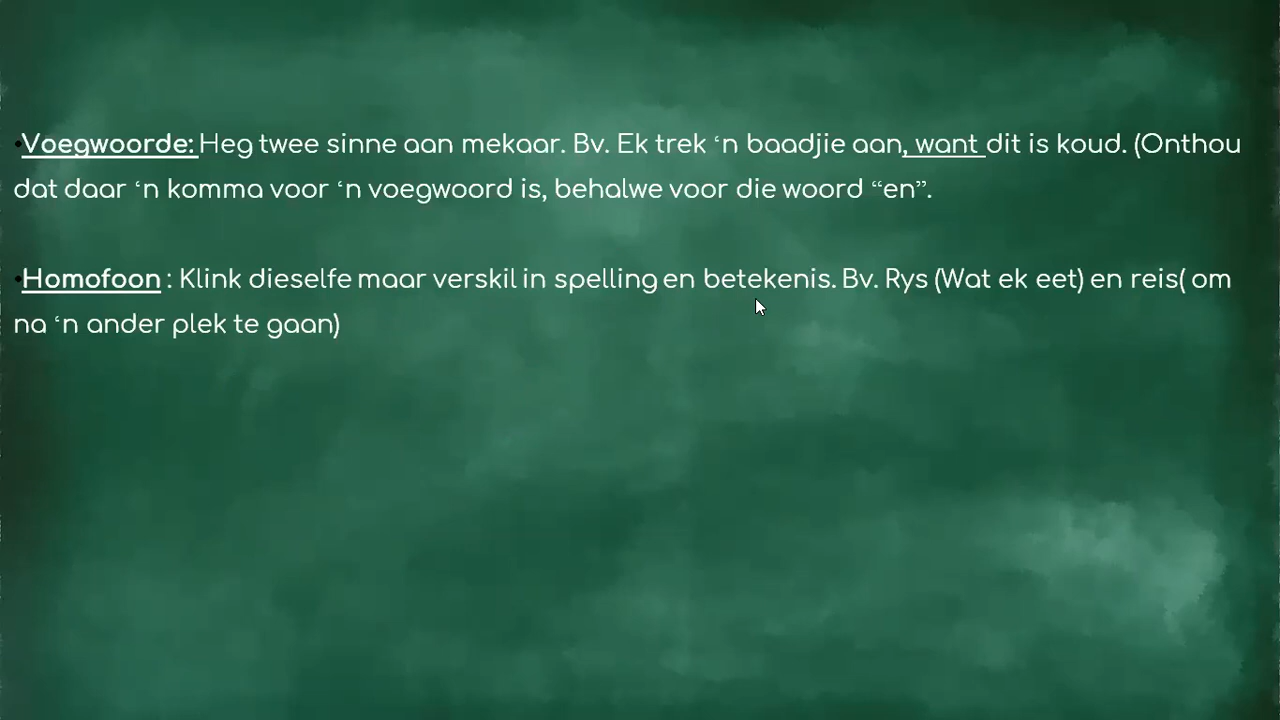 •Voegwoorde: Heg twee sinne aan mekaar. Bv. Ek trek ‘n baadjie aan, want dit is koud. (Onthou
dat daar ‘n komma voor ‘n voegwoord is, behalwe voor die woord “en”.
•Homofoon : Klink dieselfe maar verskil in spelling en betekenis. Bv. Rys (Wat ek eet) en reis( om
na ‘n ander plek te gaan)